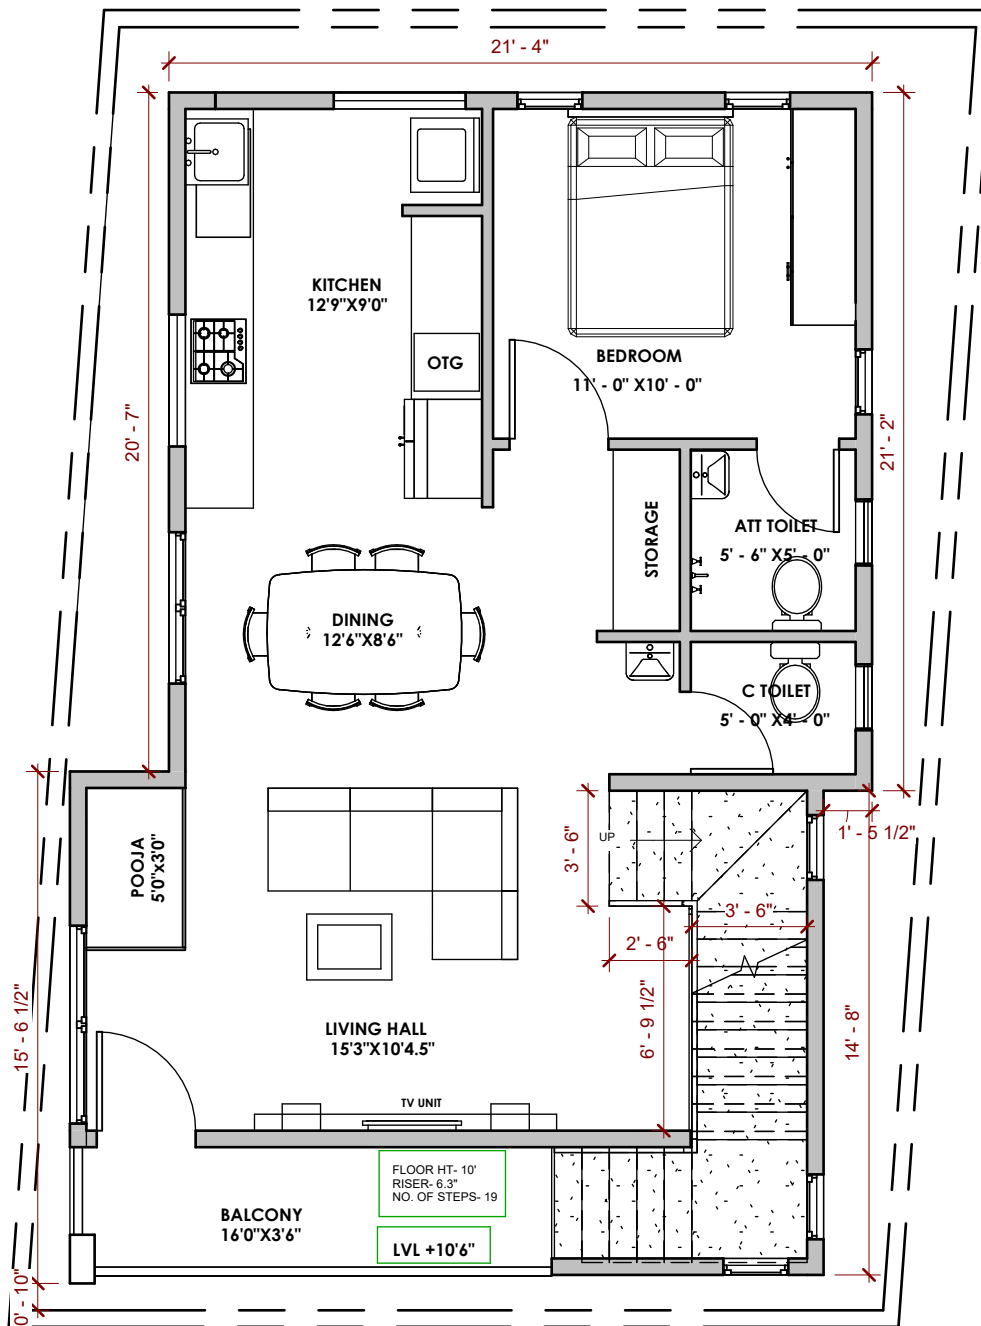 21' - 4"
KITCHEN
12'9"X9'0"
OTG
BEDROOM
11' - 0" X10' - 0"
20' - 7"
21' - 2"
STORAGE
ATT TOILET
5' - 6" X5' - 0"
DINING
12'6"X8'6"
C TOILET
5' - 0" X4' - 0"
POOJA
5'0"x3'0"
UP
3' - 6"
1' - 5 1/2"
3' - 6"
2' - 6"
6' - 9 1/2"
14' - 8"
15' - 6 1/2"
LIVING HALL
15'3"X10'4.5"
TV UNIT
FLOOR HT- 10'
RISER- 6.3"
NO. OF STEPS- 19
BALCONY
16'0"X3'6"
LVL +10'6"
0' - 10"